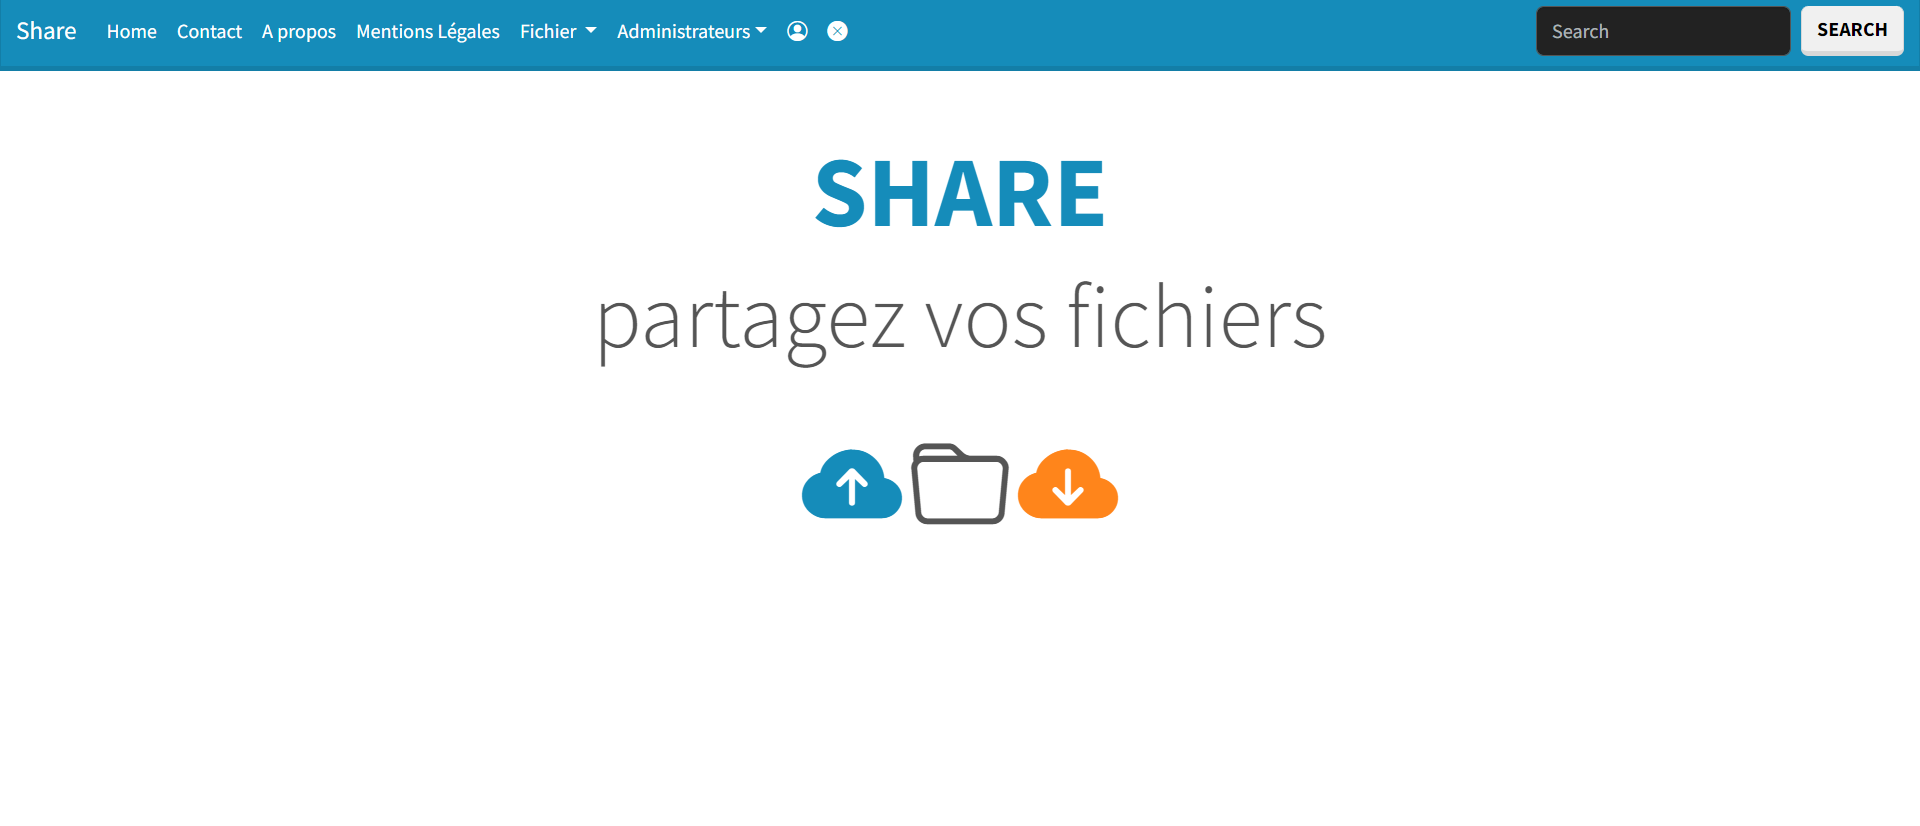 Share Home Contact A propos Mentions Légales Fichier Administrateurs Search SEARCH
SHARE
partagez vos fichiers